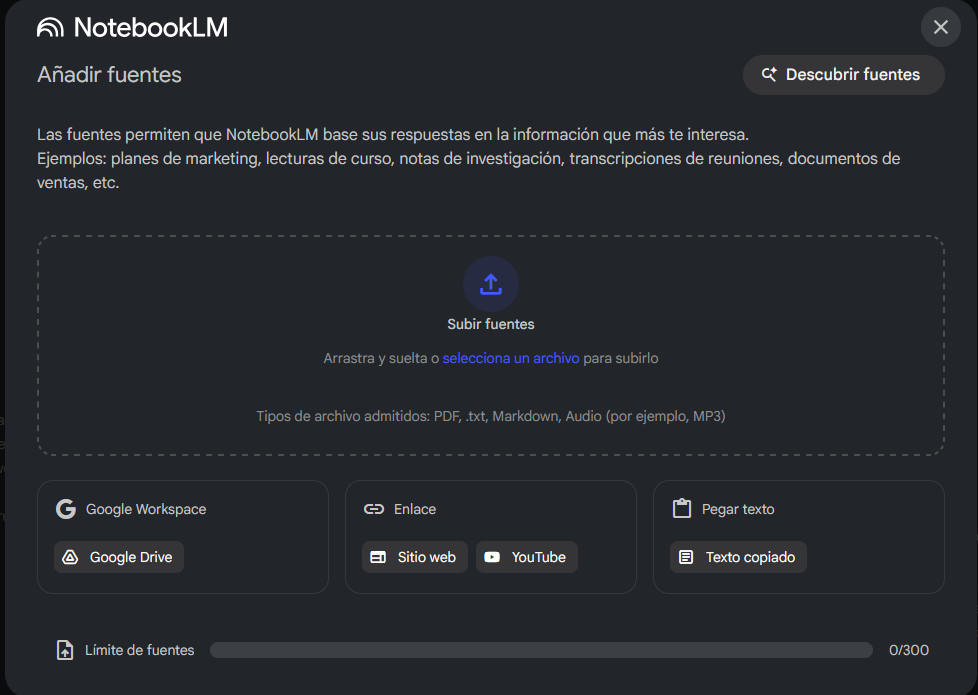 NotebookLM
Añadir fuentes
Descubrir fuentes
Las fuentes permiten que NotebookLM base sus respuestas en la información que más te interesa.
Ejemplos: planes de marketing, lecturas de curso, notas de investigación, transcripciones de reuniones, documentos de
ventas, etc.
Subir fuentes
Arrastra y suelta o selecciona un archivo para subirlo
Tipos de archivo admitidos: PDF, .txt, Markdown, Audio (por ejemplo, MP3)
Google Workspace
Google Drive
Enlace
Sitio web
YouTube
Pegar texto
Texto copiado
Límite de fuentes
0/300